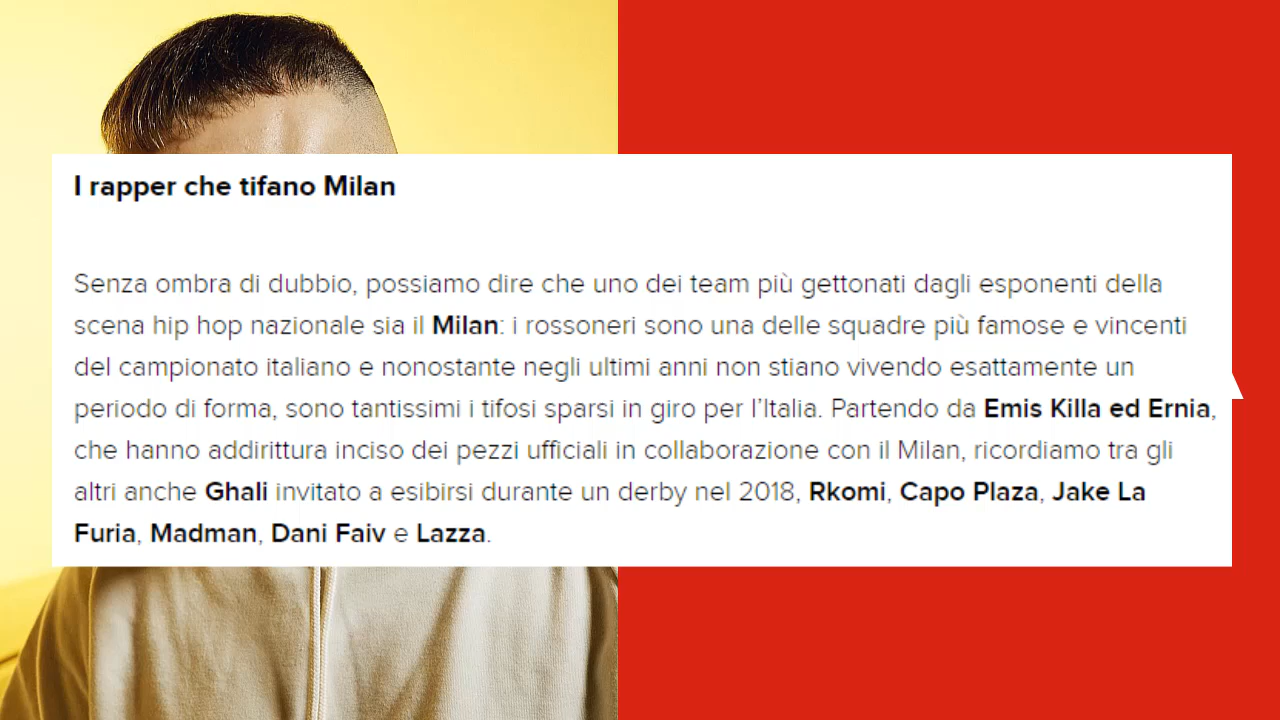 I rapper che tifano Milan
Senza ombra di dubbio, possiamo dire che uno dei team più gettonati dagli esponenti della
scena hip hop nazionale sia il Milan: i rossoneri sono una delle squadre più famose e vincenti
del campionato italiano e nonostante negli ultimi anni non stiano vivendo esattamente un
periodo di forma, sono tantissimi i tifosi sparsi in giro per l’Italia. Partendo da Emis Killa ed Ernia,
che hanno addirittura inciso dei pezzi ufficiali in collaborazione con il Milan, ricordiamo tra gli
altri anche Ghali invitato a esibirsi durante un derby nel 2018, Rkomi, Capo Plaza, Jake La
Furia, Madman, Dani Faiv e Lazza.